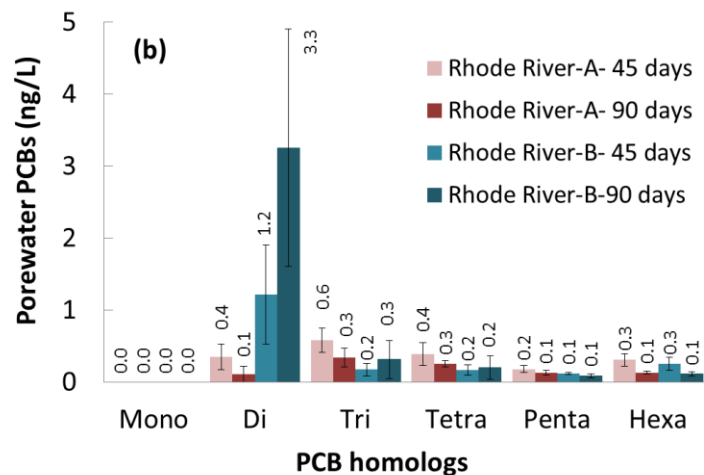 (b)
Porewater PCBs (ng/L)
5
4
3
2
1
0
Rhode River-A- 45 days
Rhode River-A- 90 days
Rhode River-B- 45 days
Rhode River-B-90 days
0.0 0.0 0.0 0.0
0.4 0.1 1.2 3.3
0.6 0.3 0.2 0.3
0.4 0.3 0.2 0.2
0.2 0.1 0.1 0.1
0.3 0.1 0.3 0.1
Mono Di Tri Tetra Penta Hexa
PCB homologs